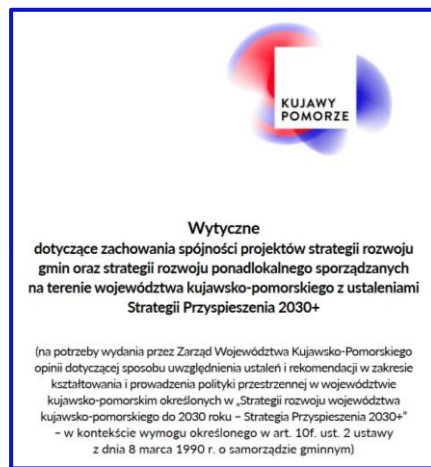 KUJAWY
POMORZE
Wytyczne
dotyczące zachowania spójności projektów strategii rozwoju
gmin oraz strategii rozwoju ponadlokalnego sporządzanych
na terenie województwa kujawsko-pomorskiego z ustaleniami
Strategii Przyspieszenia 2030+
(na potrzeby wydania przez Zarząd Województwa Kujawsko-Pomorskiego
opinii dotyczącej sposobu uwzględnienia ustaleń i rekomendacji w zakresie
kształtowania i prowadzenia polityki przestrzennej w województwie
kujawsko-pomorskim określonych w „Strategii rozwoju województwa
kujawsko-pomorskiego do 2030 roku – Strategia Przyspieszenia 2030+”
– w kontekście wymogu określonego w art. 10f. ust. 2 ustawy
z dnia 8 marca 1990 r. o samorządzie gminnym)